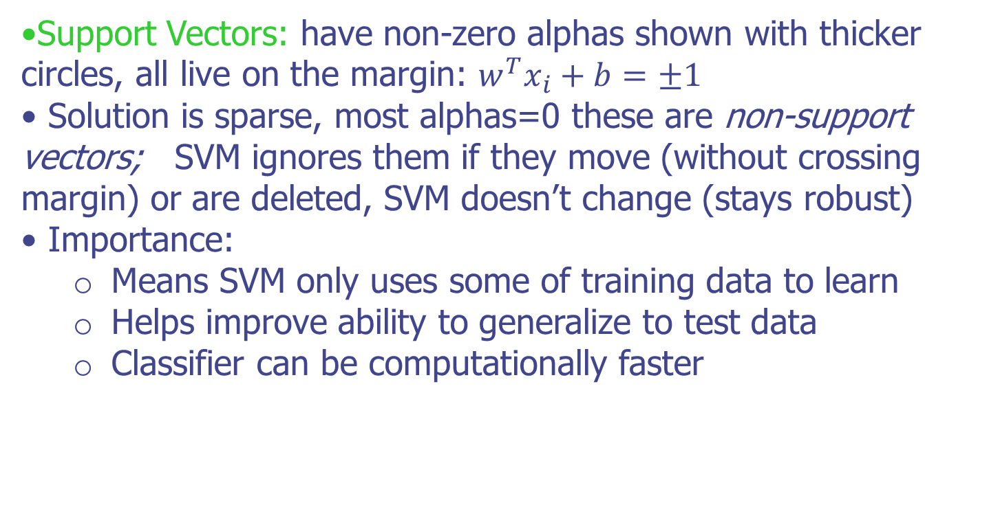 •Support Vectors: have non-zero alphas shown with thicker
circles, all live on the margin: $w^T x_i + b = \pm 1$
• Solution is sparse, most alphas=0 these are non-support
vectors; SVM ignores them if they move (without crossing
margin) or are deleted, SVM doesn’t change (stays robust)
• Importance:
○ Means SVM only uses some of training data to learn
○ Helps improve ability to generalize to test data
○ Classifier can be computationally faster